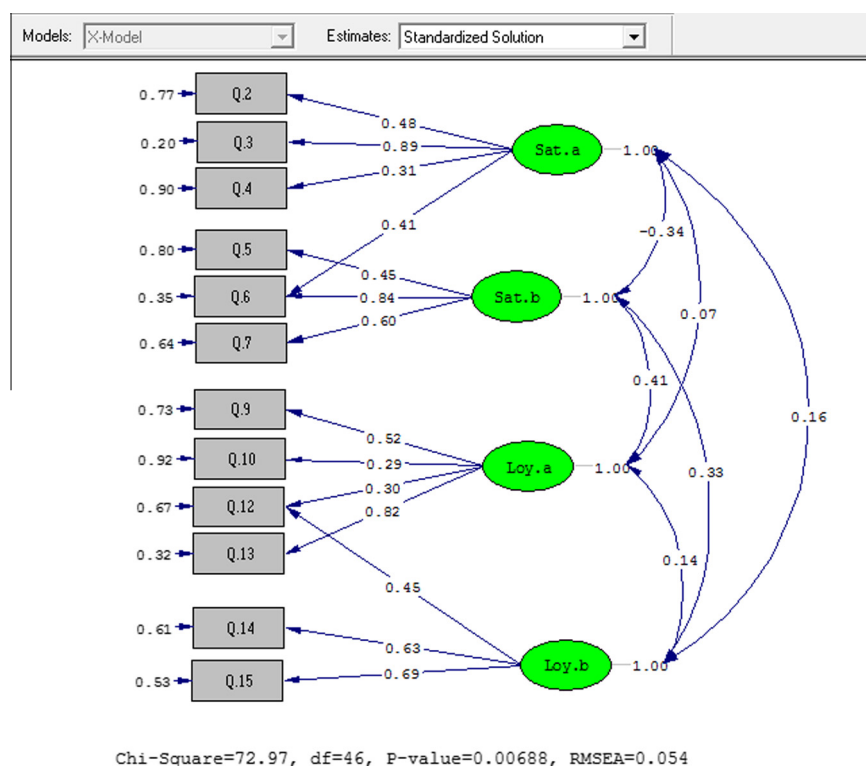 Models: X-Model Estimates: Standardized Solution
0.77 Q.2
0.48
0.20 Q.3
0.89
Sat.a 1.00
0.90 Q.4
0.31
0.41
-0.34
0.80 Q.5
0.45
0.35 Q.6
0.84
Sat.b 1.00
0.07
0.64 Q.7
0.60
0.41
0.16
0.73 Q.9
0.52
0.92 Q.10
0.29
Loy.a 1.00
0.33
0.67 Q.12
0.30
0.32 Q.13
0.82
0.14
0.45
0.61 Q.14
0.63
Loy.b 1.00
0.53 Q.15
0.69
Chi-Square=72.97, df=46, P-value=0.00688, RMSEA=0.054